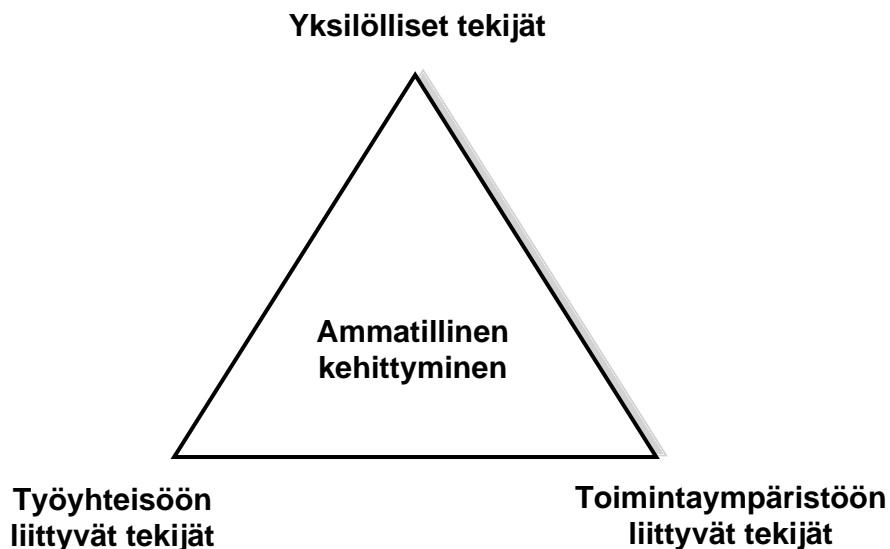 Yksilölliset tekijät
Ammatillinen
kehittyminen
Työyhteisöön
liittyvät tekijät
Toimintaympäristöön
liittyvät tekijät